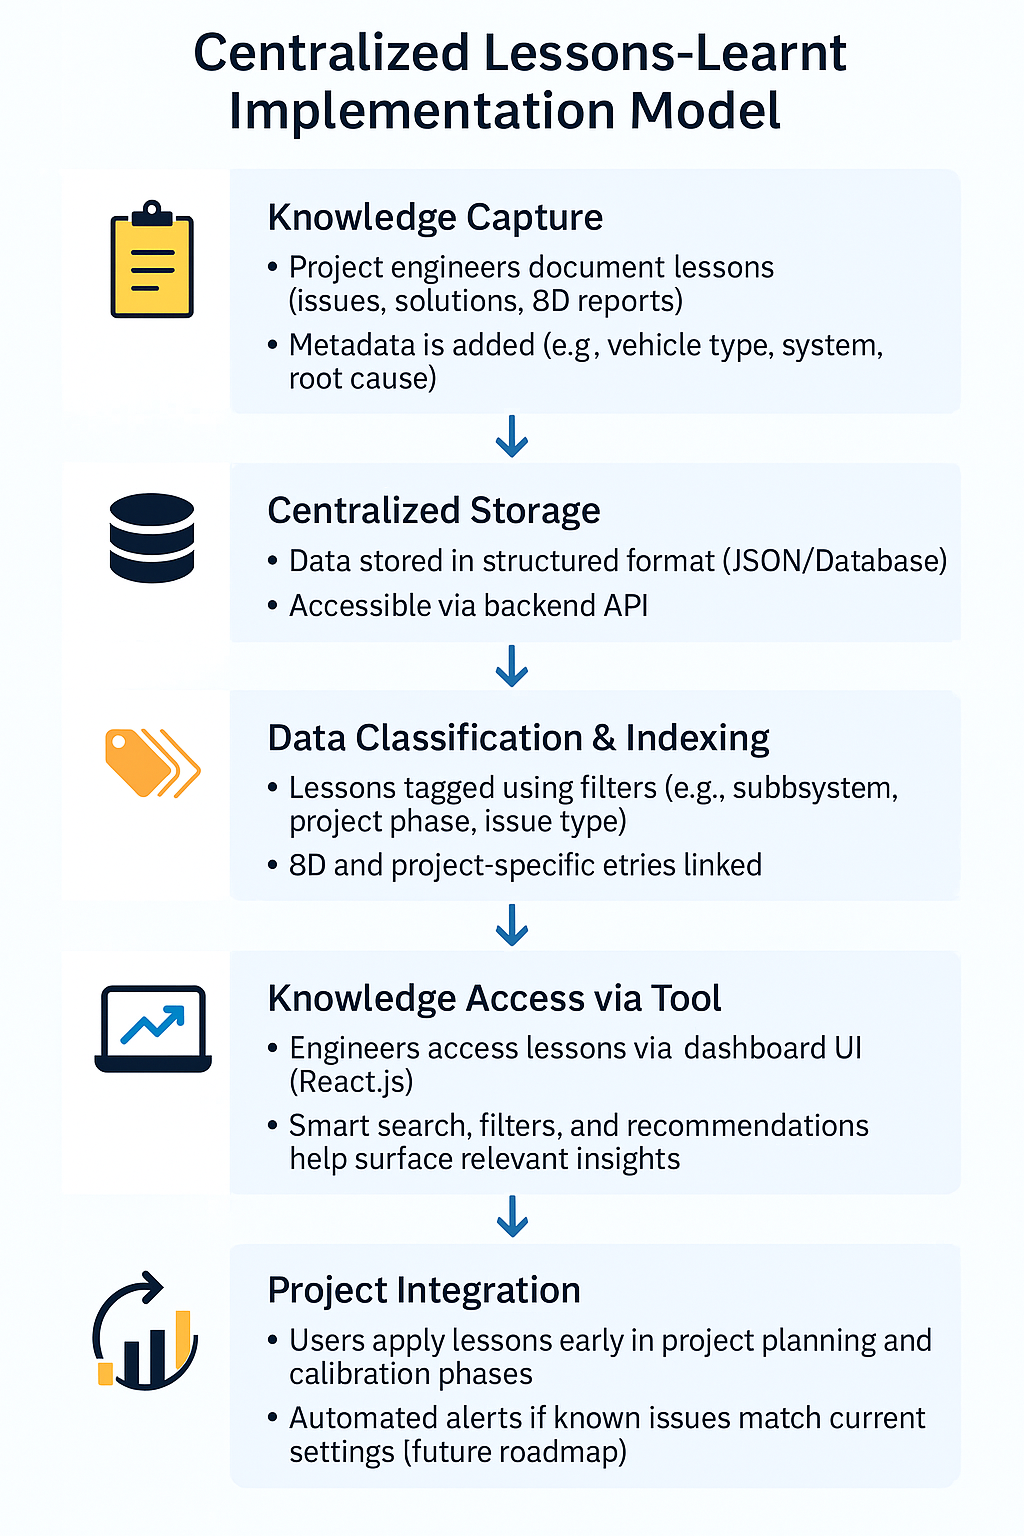 Centralized Lessons-Learnt
Implementation Model
Knowledge Capture
• Project engineers document lessons
(issues, solutions, 8D reports)
• Metadata is added (e.g, vehicle type, system,
root cause)
Centralized Storage
• Data stored in structured format (JSON/Database)
• Accessible via backend API
Data Classification & Indexing
• Lessons tagged using filters (e.g., subbsystem,
project phase, issue type)
• 8D and project-specific etries linked
Knowledge Access via Tool
• Engineers access lessons via dashboard UI
(React.js)
• Smart search, filters, and recommendations
help surface relevant insights
Project Integration
• Users apply lessons early in project planning and
calibration phases
• Automated alerts if known issues match current
settings (future roadmap)